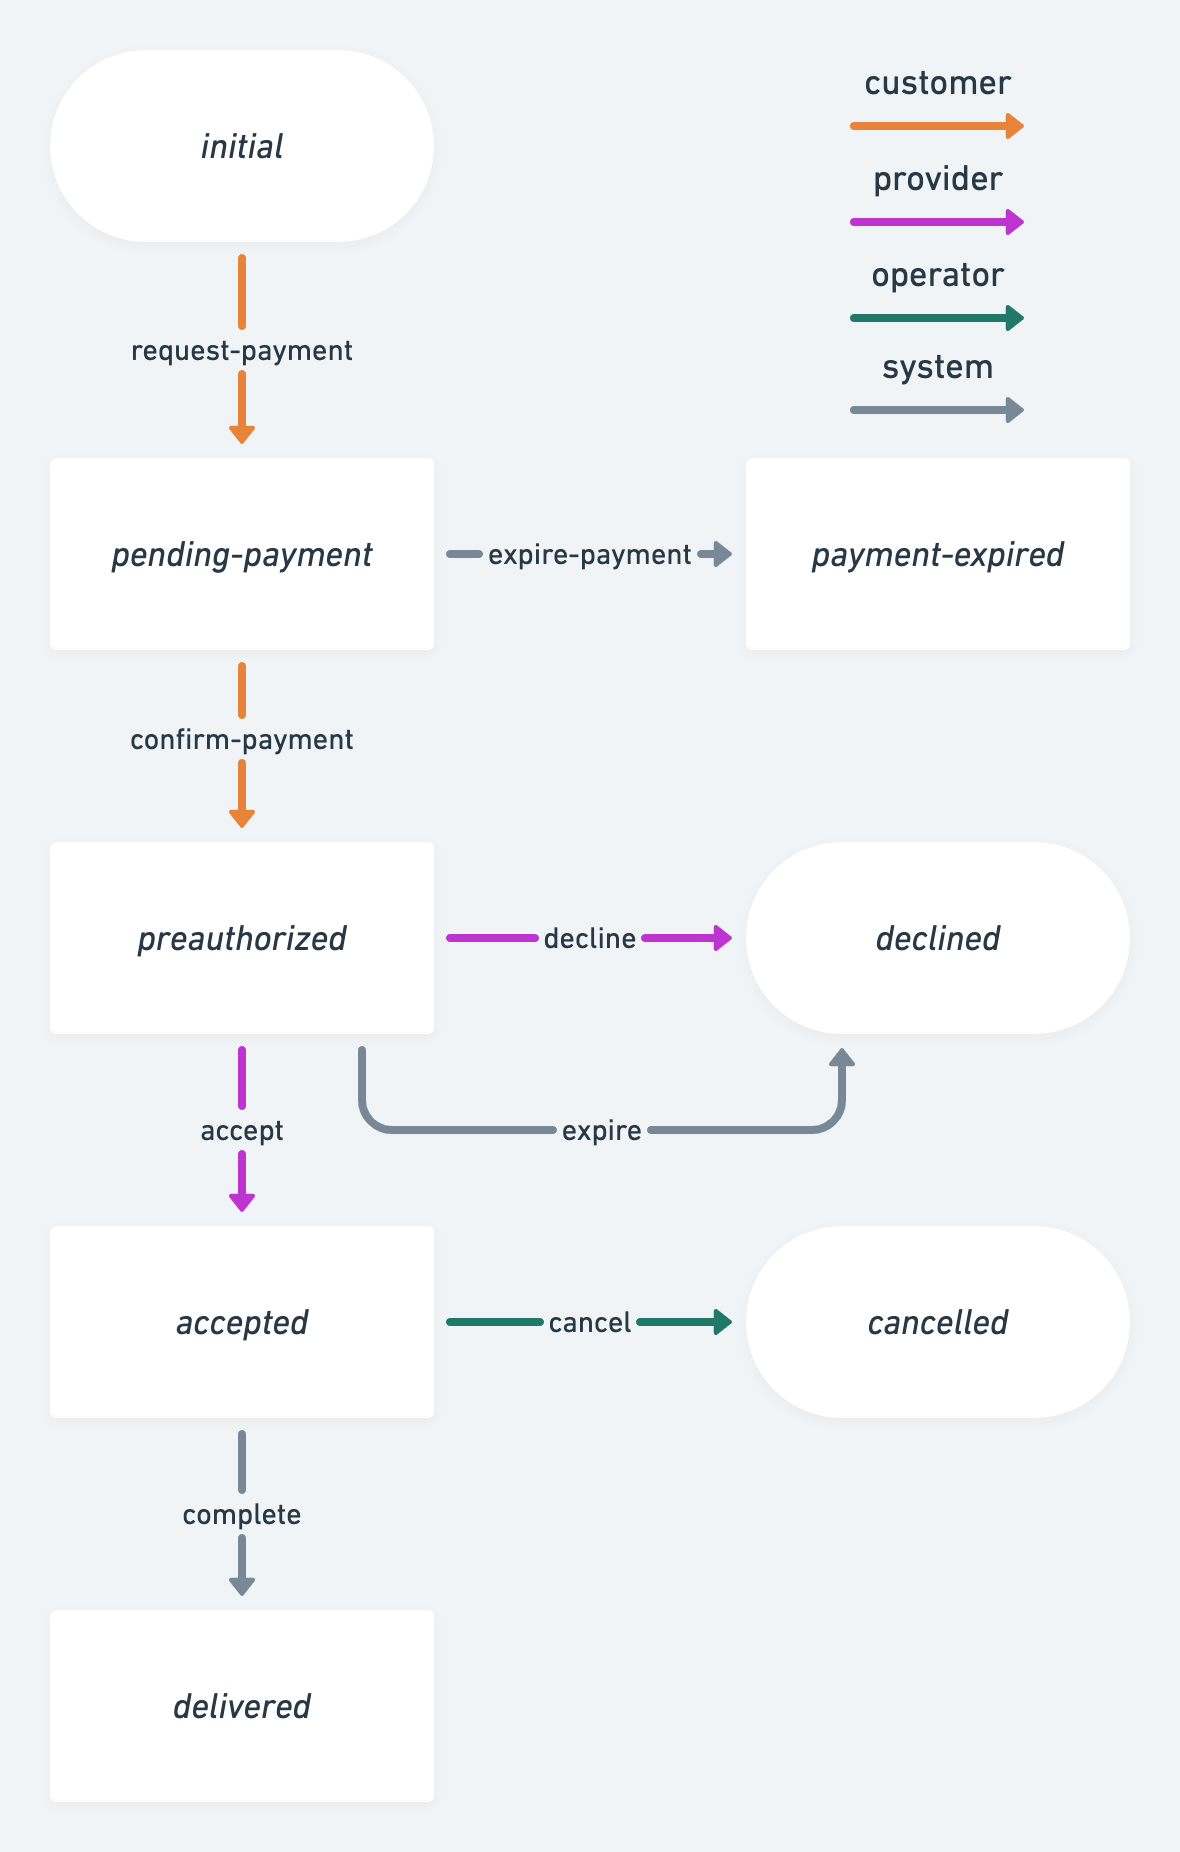 initial
customer
provider
operator
system
request-payment
pending-payment
expire-payment
payment-expired
confirm-payment
preauthorized
decline
declined
accept
expire
accepted
cancel
cancelled
complete
delivered